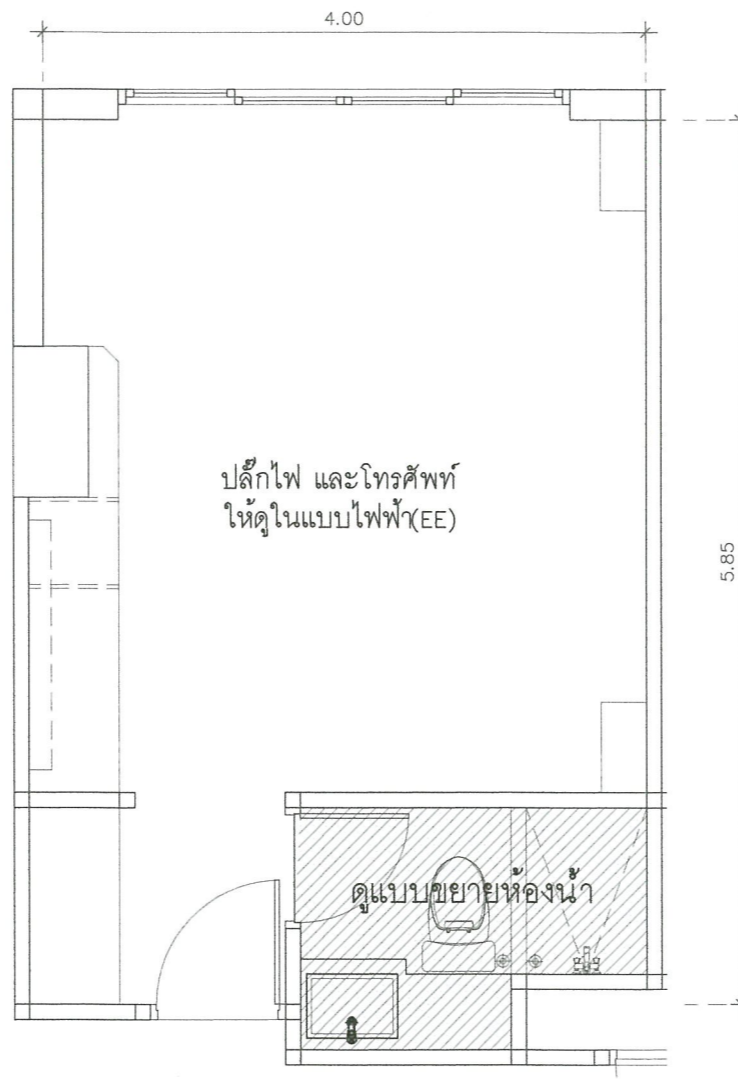 4.00
ปลั๊กไฟ และโทรศัพท์
ให้ดูในแบบไฟฟ้า(EE)
5.85
ดูแบบขยายห้องน้ำ